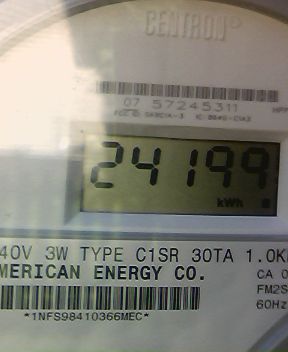 CENTRON®
07 57245311
24199
kWh
40V 3W TYPE C1SR 30TA 1.0K
MERICAN ENERGY CO.
CA 0
FM2S
60Hz
*1NFS98410366MEC*